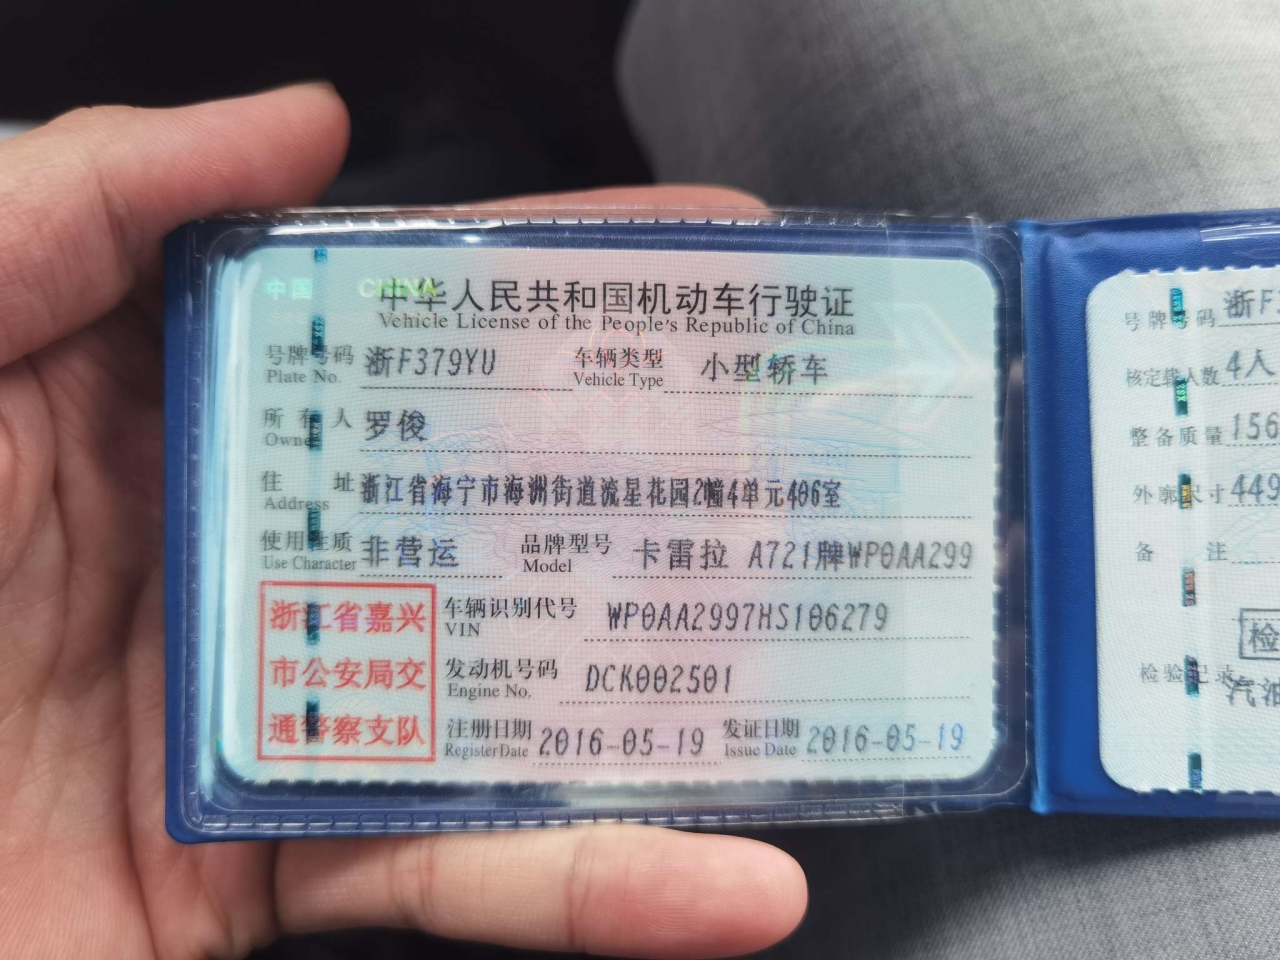 中国 CHINA
中华人民共和国机动车行驶证
Vehicle License of the People's Republic of China
号牌号码 浙F379YU 车辆类型 小型轿车
Plate No. Vehicle Type
所有人 罗俊
Owner
住址 浙江省海宁市海洲街道流星花园2幢4单元406室
Address
使用性质 非营运 品牌型号 卡雷拉 A721牌WP0AA299
Use Character Model
浙江省嘉兴
市公安局交
通警察支队
车辆识别代号 WP0AA2997HS106279
VIN
发动机号码 DCK002501
Engine No.
注册日期 2016-05-19 发证日期 2016-05-19
Register Date Issue Date
号牌号码 浙F
核定载人数 4人
整备质量 156
外廓尺寸 449
备注
检
检验记录
汽油